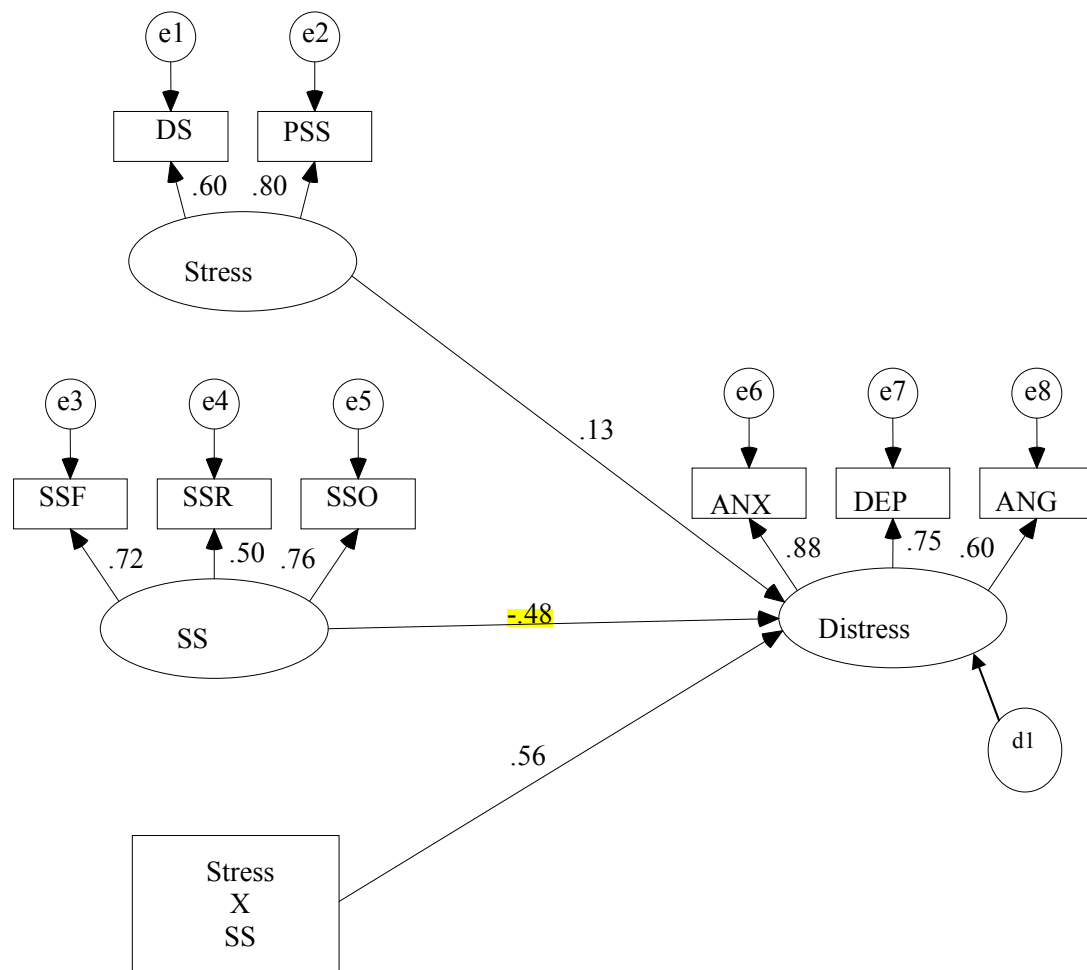 e1
e2
DS
PSS
.60
.80
Stress
e3
e4
e5
SSF
SSR
SSO
.72
.50
.76
SS
.13
-.48
.56
e6
e7
e8
ANX
DEP
ANG
.88
.75
.60
Distress
d1
Stress
X
SS